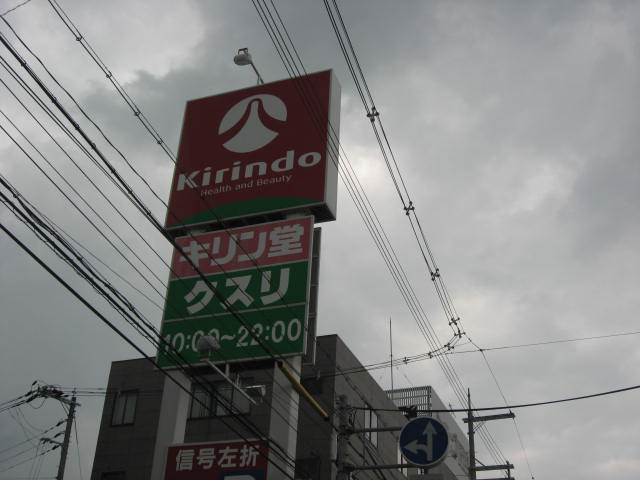 Kirindo
Health and Beauty
キリン堂
クスリ
10:00~22:00
信号左折
P